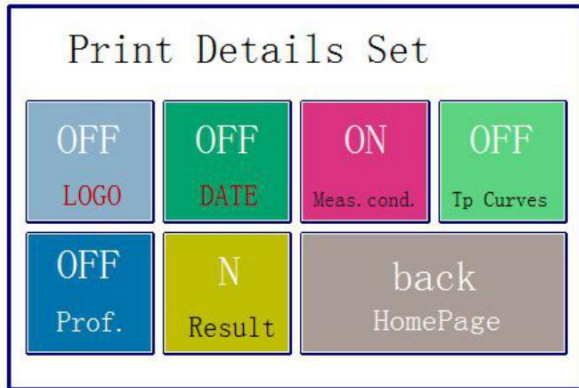 Print Details Set
OFF OFF ON OFF
LOGO DATE Meas.cond. Tp Curves
OFF N back
Prof. Result HomePage